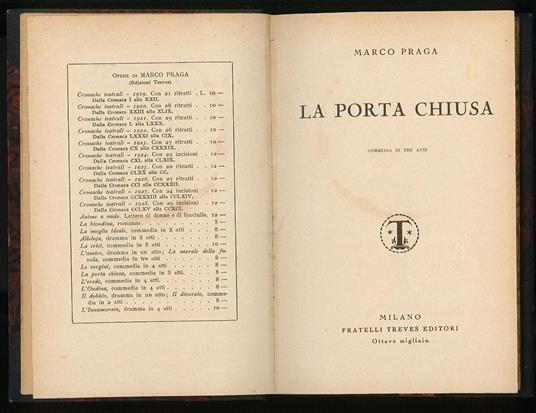 OPERE DI MARCO PRAGA
(EDIZIONI TREVES)
Cronache teatrali - 1919. Con 21 ritratti . L. 10 —
Dalla Cronaca I alla XXII.
Cronache teatrali - 1920. Con 28 ritratti . . 10 —
Dalla Cronaca XXIII alla XLIX.
Cronache teatrali - 1921. Con 29 ritratti . . 10 —
Dalla Cronaca L alla LXXX.
Cronache teatrali - 1922. Con 26 ritratti . . 10 —
Dalla Cronaca LXXXI alla CIX.
Cronache teatrali - 1923. Con 27 ritratti . . 10 —
Dalla Cronaca CX alla CXXXIX.
Cronache teatrali - 1924. Con 29 incisioni . 10 —
Dalla Cronaca CXL alla CLXIX.
Cronache teatrali - 1925. Con 20 ritratti . . 12 —
Dalla Cronaca CLXX alla CC.
Cronache teatrali - 1926. Con 27 ritratti . . 12 —
Dalla Cronaca CCI alla CCXXXII.
Cronache teatrali - 1927. Con 24 incisioni . 12 —
Dalla Cronaca CCXXXIII alla CCLXIV.
Cronache teatrali - 1928. Con 20 incisioni . 12 —
Dalla Cronaca CCLXV alla CCXCI.
Anime a nudo. Lettere di donne e di fanciulle. 12 —
La biondina, romanzo. . . . . . . . . 5 —
La moglie ideale, commedia in 3 atti . . . . 8 —
Alleluja, dramma in 3 atti . . . . . . . 8 —
La crisi, commedia in 3 atti . . . . . . 10 —
L'amico, dramma in un atto; La morale della favola, commedia in tre atti . . . . . . 8 —
Le vergini, commedia in 4 atti . . . . . 8 —
La porta chiusa, commedia in 3 atti. . . . 8 —
L'erede, commedia in 4 atti . . . . . . 8 —
L'Ondina, commedia in 4 atti . . . . . . 8 —
Il dubbio, dramma in un atto; Il divorzio, commedia in 2 atti . . . . . . . . . . 8 —
L'Innamorata, dramma in 4 atti . . . . . 10 —
MARCO PRAGA
LA PORTA CHIUSA
COMMEDIA IN TRE ATTI
T
MILANO
FRATELLI TREVES EDITORI
Ottavo migliaio.